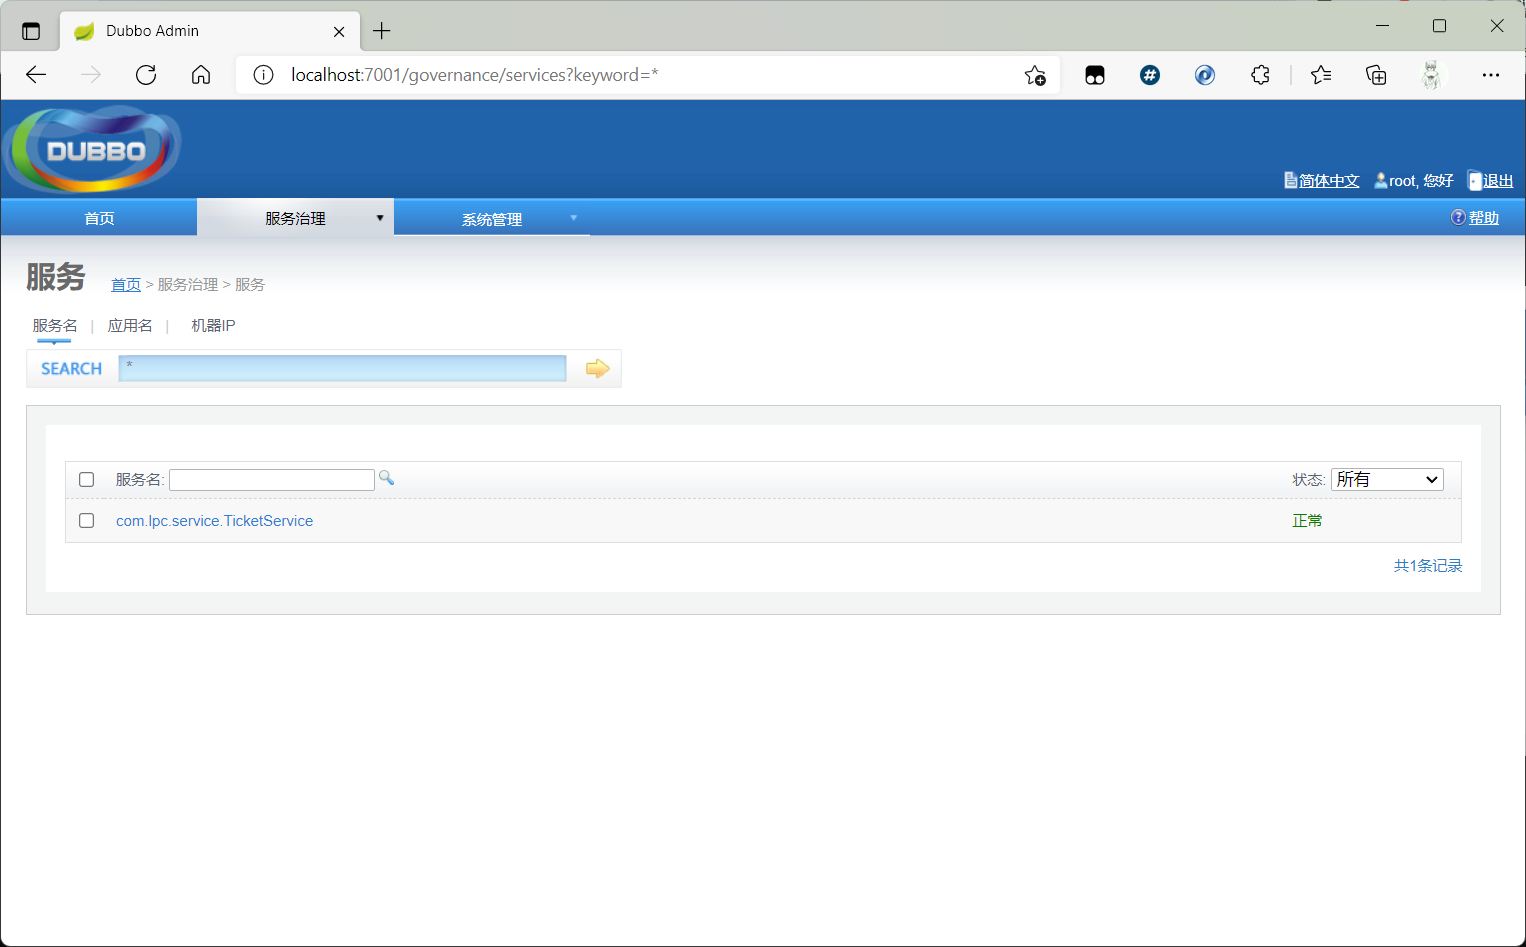 Dubbo Admin
localhost:7001/governance/services?keyword=*
DUBBO
简体中文 root, 您好 退出
首页 服务治理 系统管理 帮助
服务 首页 > 服务治理 > 服务
服务名 | 应用名 | 机器IP
SEARCH *
服务名: 状态: 所有
com.lpc.service.TicketService 正常
共1条记录